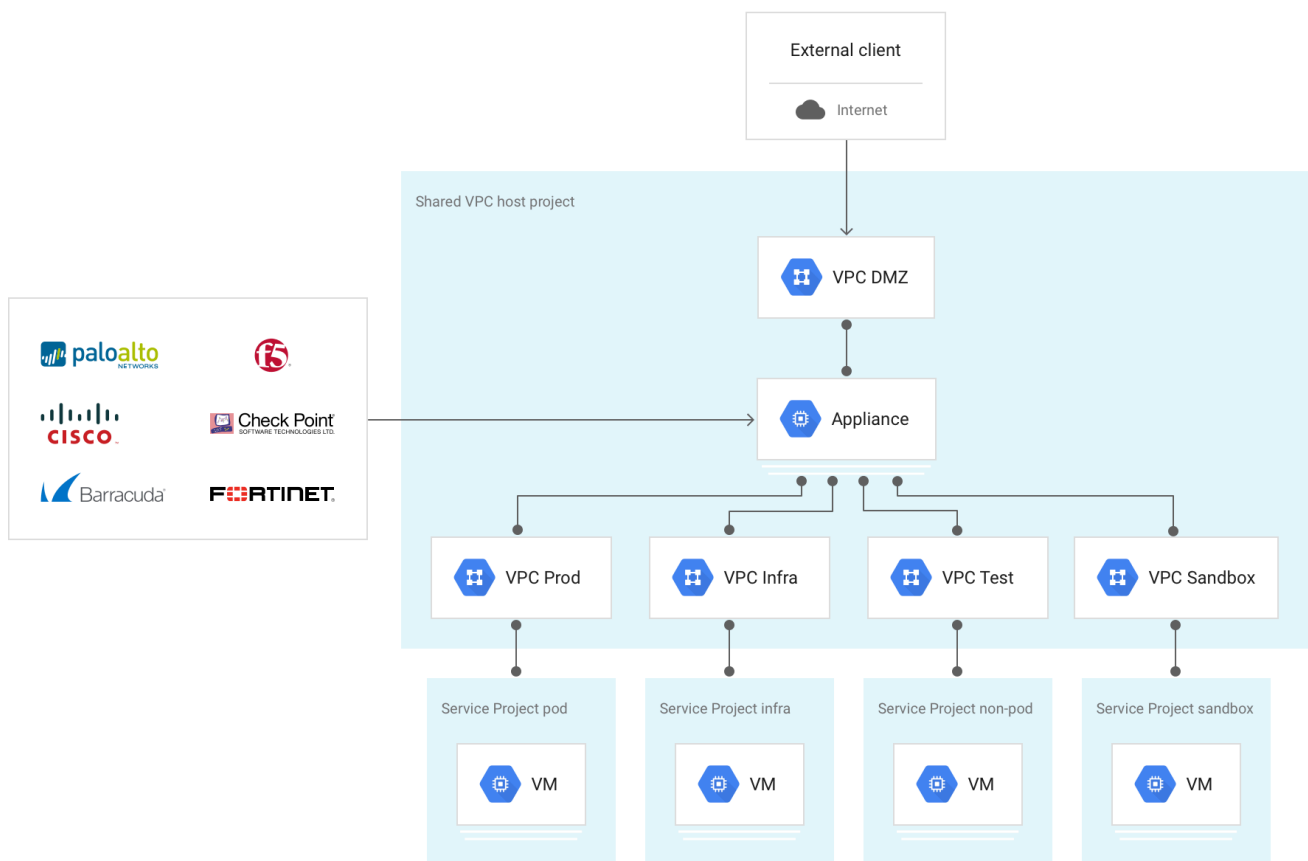 External client
Internet
Shared VPC host project
VPC DMZ
paloalto
NETWORKS
f5
CISCO
Check Point
SOFTWARE TECHNOLOGIES LTD.
Appliance
Barracuda
FORTINET
VPC Prod
VPC Infra
VPC Test
VPC Sandbox
Service Project pod
Service Project infra
Service Project non-pod
Service Project sandbox
VM
VM
VM
VM